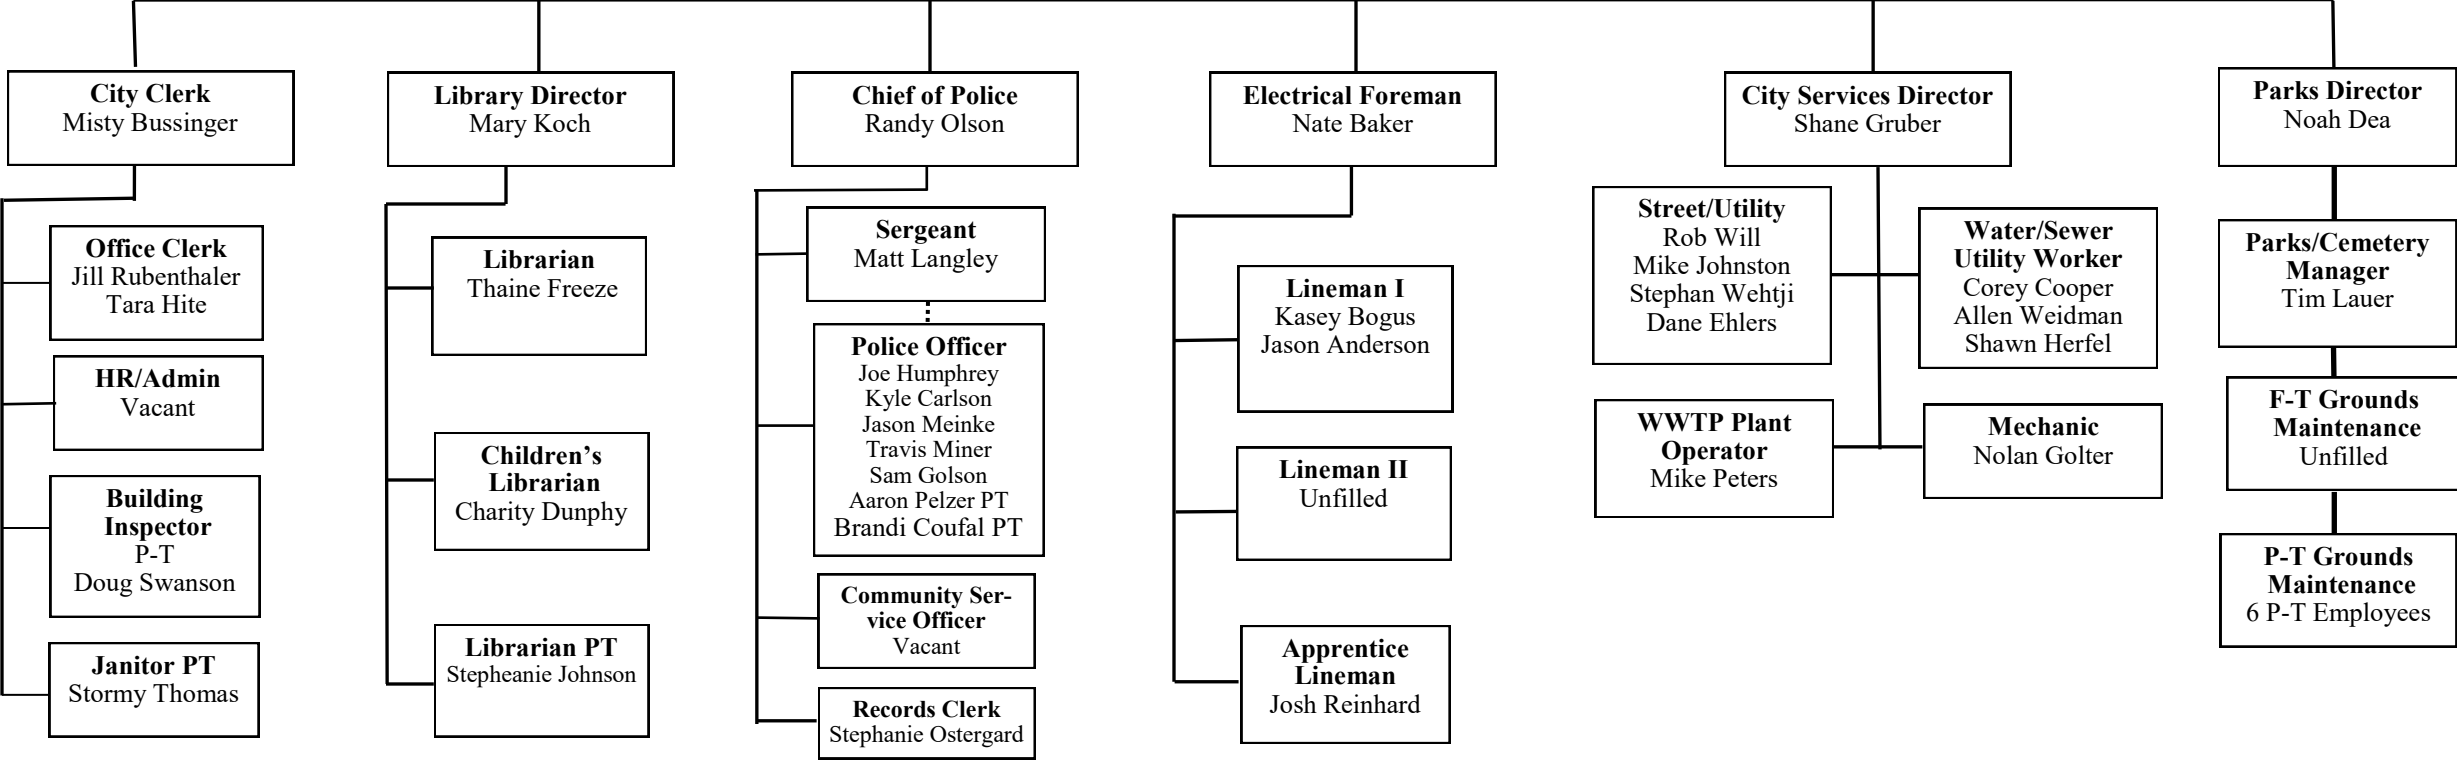 City Clerk
Misty Bussinger
Office Clerk
Jill Rubenthaler
Tara Hite
HR/Admin
Vacant
Building
Inspector
P-T
Doug Swanson
Janitor PT
Stormy Thomas
Library Director
Mary Koch
Librarian
Thaine Freeze
Children’s
Librarian
Charity Dunphy
Librarian PT
Stepheanie Johnson
Chief of Police
Randy Olson
Sergeant
Matt Langley
Police Officer
Joe Humphrey
Kyle Carlson
Jason Meinke
Travis Miner
Sam Golson
Aaron Pelzer PT
Brandi Coufal PT
Community Ser-
vice Officer
Vacant
Records Clerk
Stephanie Ostergard
Electrical Foreman
Nate Baker
Lineman I
Kasey Bogus
Jason Anderson
Lineman II
Unfilled
Apprentice
Lineman
Josh Reinhard
City Services Director
Shane Gruber
Street/Utility
Rob Will
Mike Johnston
Stephan Wehtji
Dane Ehlers
Water/Sewer
Utility Worker
Corey Cooper
Allen Weidman
Shawn Herfel
WWTP Plant
Operator
Mike Peters
Mechanic
Nolan Golter
Parks Director
Noah Dea
Parks/Cemetery
Manager
Tim Lauer
F-T Grounds
Maintenance
Unfilled
P-T Grounds
Maintenance
6 P-T Employees